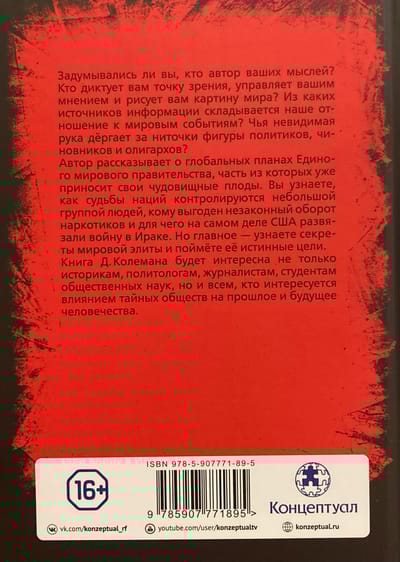 Задумывались ли вы, кто автор ваших мыслей?
Кто диктует вам точку зрения, управляет вашим
мнением и рисует вам картину мира? Из каких
источников информации складывается наше от-
ношение к мировым событиям? Чья невидимая
рука дёргает за ниточки фигуры политиков, чи-
новников и олигархов?
Автор рассказывает о глобальных планах Едино-
го мирового правительства, часть из которых уже
приносит свои чудовищные плоды. Вы узнаете,
как судьбы наций контролируются небольшой
группой людей, кому выгоден незаконный оборот
наркотиков и для чего на самом деле США развя-
зали войну в Ираке. Но главное — узнаете секре-
ты мировой элиты и поймёте её истинные цели.
Книга Д.Колемана будет интересна не только
историкам, политологам, журналистам, студентам
общественных наук, но и всем, кто интересуется
влиянием тайных обществ на прошлое и будущее
человечества.
ISBN 978-5-907771-89-5
16+
9 785907 771895 >
Концептуал
vk.com/konzeptual_rf
youtube.com/user/konzeptualtv
konzeptual.ru